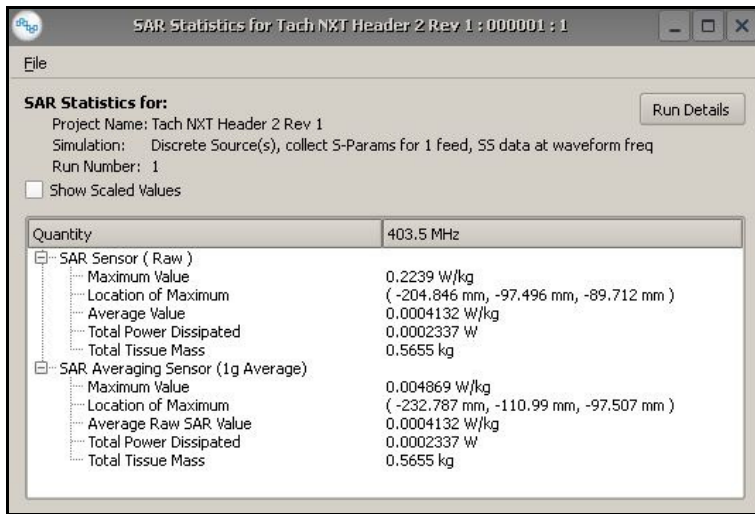 SAR Statistics for Tach NXT Header 2 Rev 1 : 000001 : 1
File
SAR Statistics for:
Run Details
Project Name: Tach NXT Header 2 Rev 1
Simulation: Discrete Source(s), collect S-Params for 1 feed, SS data at waveform freq
Run Number: 1
Show Scaled Values
Quantity 403.5 MHz
SAR Sensor ( Raw )
Maximum Value 0.2239 W/kg
Location of Maximum ( -204.846 mm, -97.496 mm, -89.712 mm )
Average Value 0.0004132 W/kg
Total Power Dissipated 0.0002337 W
Total Tissue Mass 0.5655 kg
SAR Averaging Sensor (1g Average)
Maximum Value 0.004869 W/kg
Location of Maximum ( -232.787 mm, -110.99 mm, -97.507 mm )
Average Raw SAR Value 0.0004132 W/kg
Total Power Dissipated 0.0002337 W
Total Tissue Mass 0.5655 kg